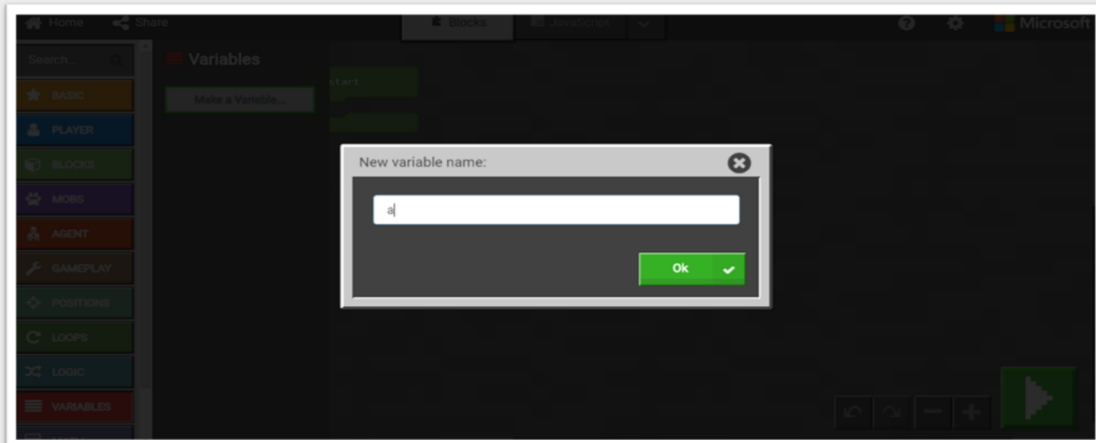 Home Share Blocks JavaScript Microsoft
Search...
Variables
start
BASIC
Make a Variable...
PLAYER
BLOCKS
New variable name:
MOBS
a
AGENT
GAMEPLAY
Ok
POSITIONS
LOOPS
LOGIC
VARIABLES